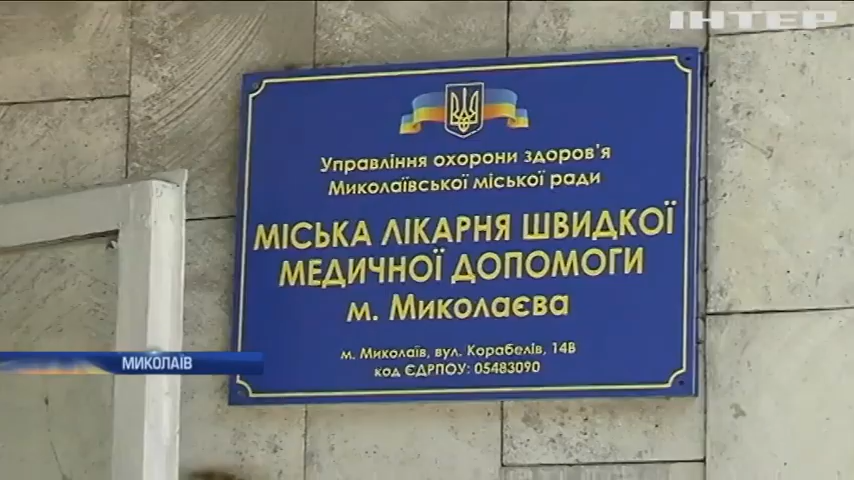 ІНТЕР
Управління охорони здоров'я
Миколаївської міської ради
МІСЬКА ЛІКАРНЯ ШВИДКОЇ
МЕДИЧНОЇ ДОПОМОГИ
м. Миколаєва
м. Миколаїв, вул. Корабелів, 14В
код ЄДРПОУ: 05483090
МИКОЛАЇВ